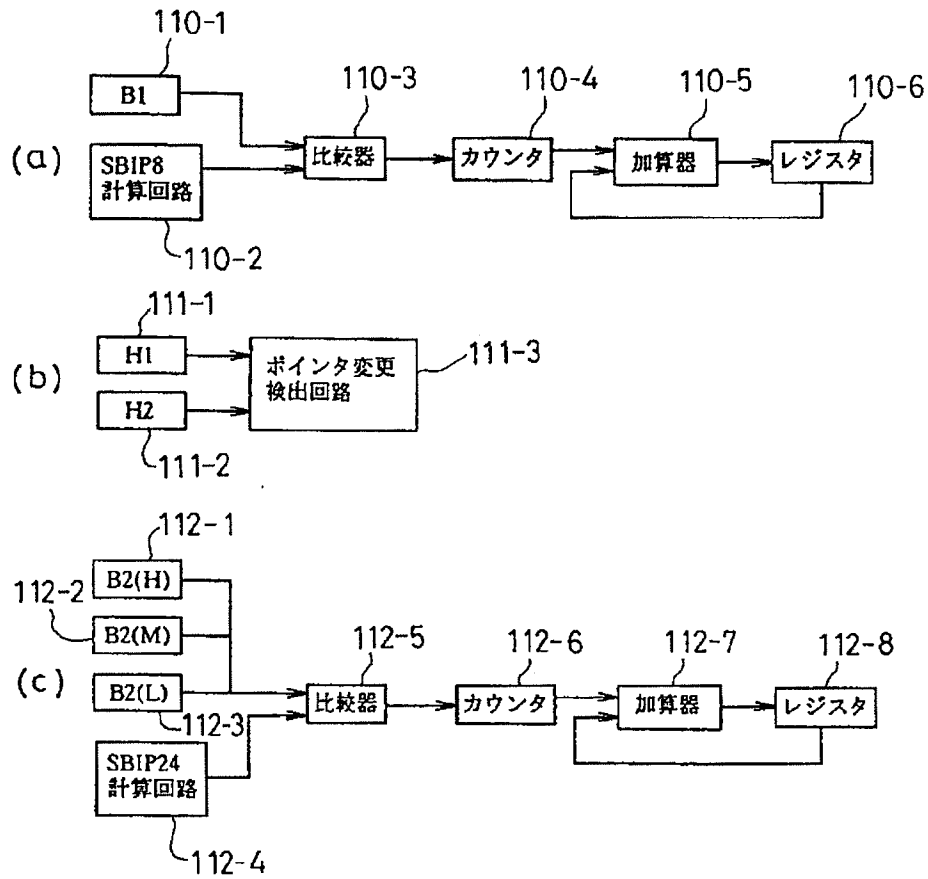 110-1
B1
110-3
110-4
110-5
110-6
(a)
SBIP8
計算回路
比較器
カウンタ
加算器
レジスタ
110-2
111-1
H1
(b)
ポインタ変更
検出回路
111-3
H2
111-2
112-1
B2(H)
112-2
B2(M)
(c)
B2(L)
112-3
112-5
112-6
112-7
112-8
比較器
カウンタ
加算器
レジスタ
SBIP24
計算回路
112-4